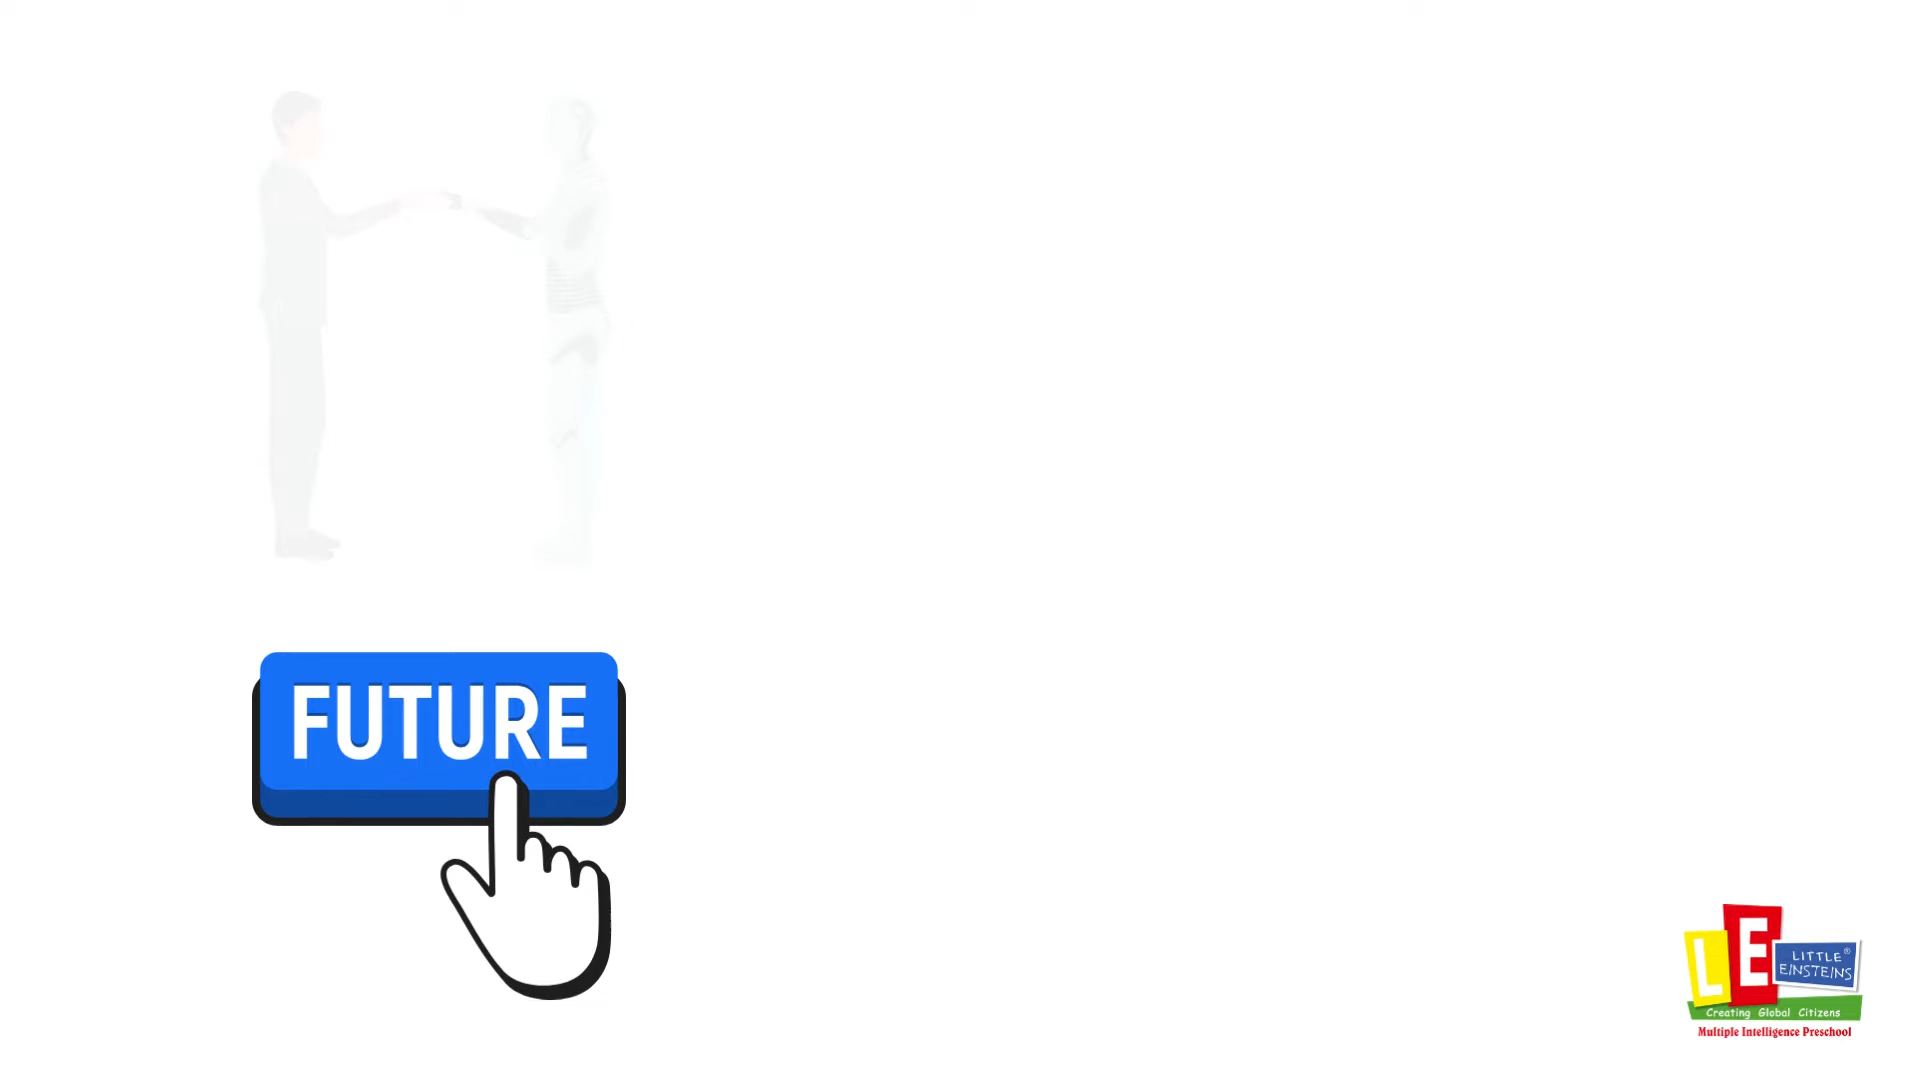 FUTURE
LE
LITTLE ®
EINSTEINS
Creating Global Citizens
Multiple Intelligence Preschool